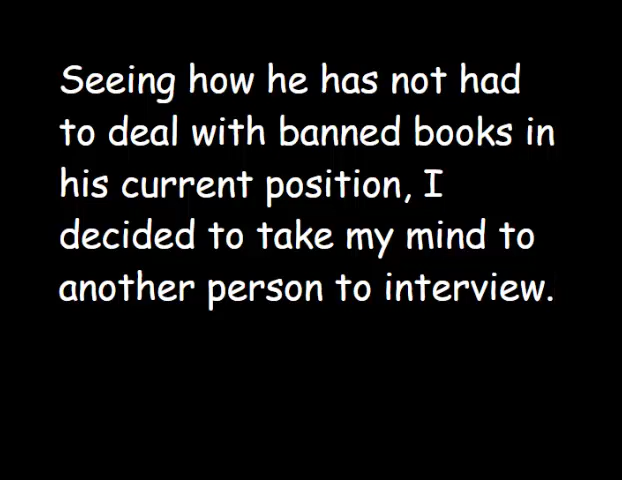 Seeing how he has not had
to deal with banned books in
his current position, I
decided to take my mind to
another person to interview.